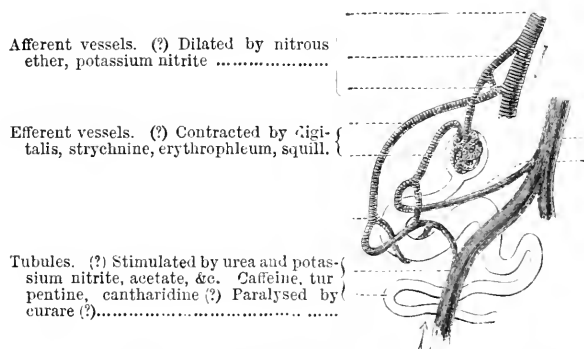 Afferent vessels. (?) Dilated by nitrous
ether, potassium nitrite ......................
Efferent vessels. (?) Contracted by digi-
talis, strychnine, erythrophleum, squill.
Tubules. (?) Stimulated by urea and potas-
sium nitrite, acetate, &c. Caffeine, tur
pentine, cantharidine (?) Paralysed by
curare (?)..........................................